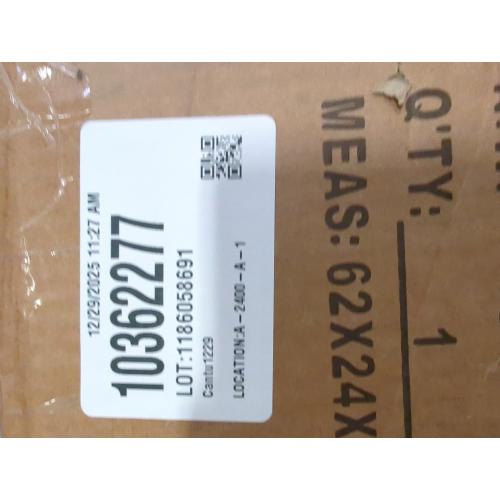 12/29/2025 11:27 AM
10362277
LOT:1186058691
Cantu1229
LOCATION:A-2400-A-1
Q'TY: 1
MEAS: 62X24X